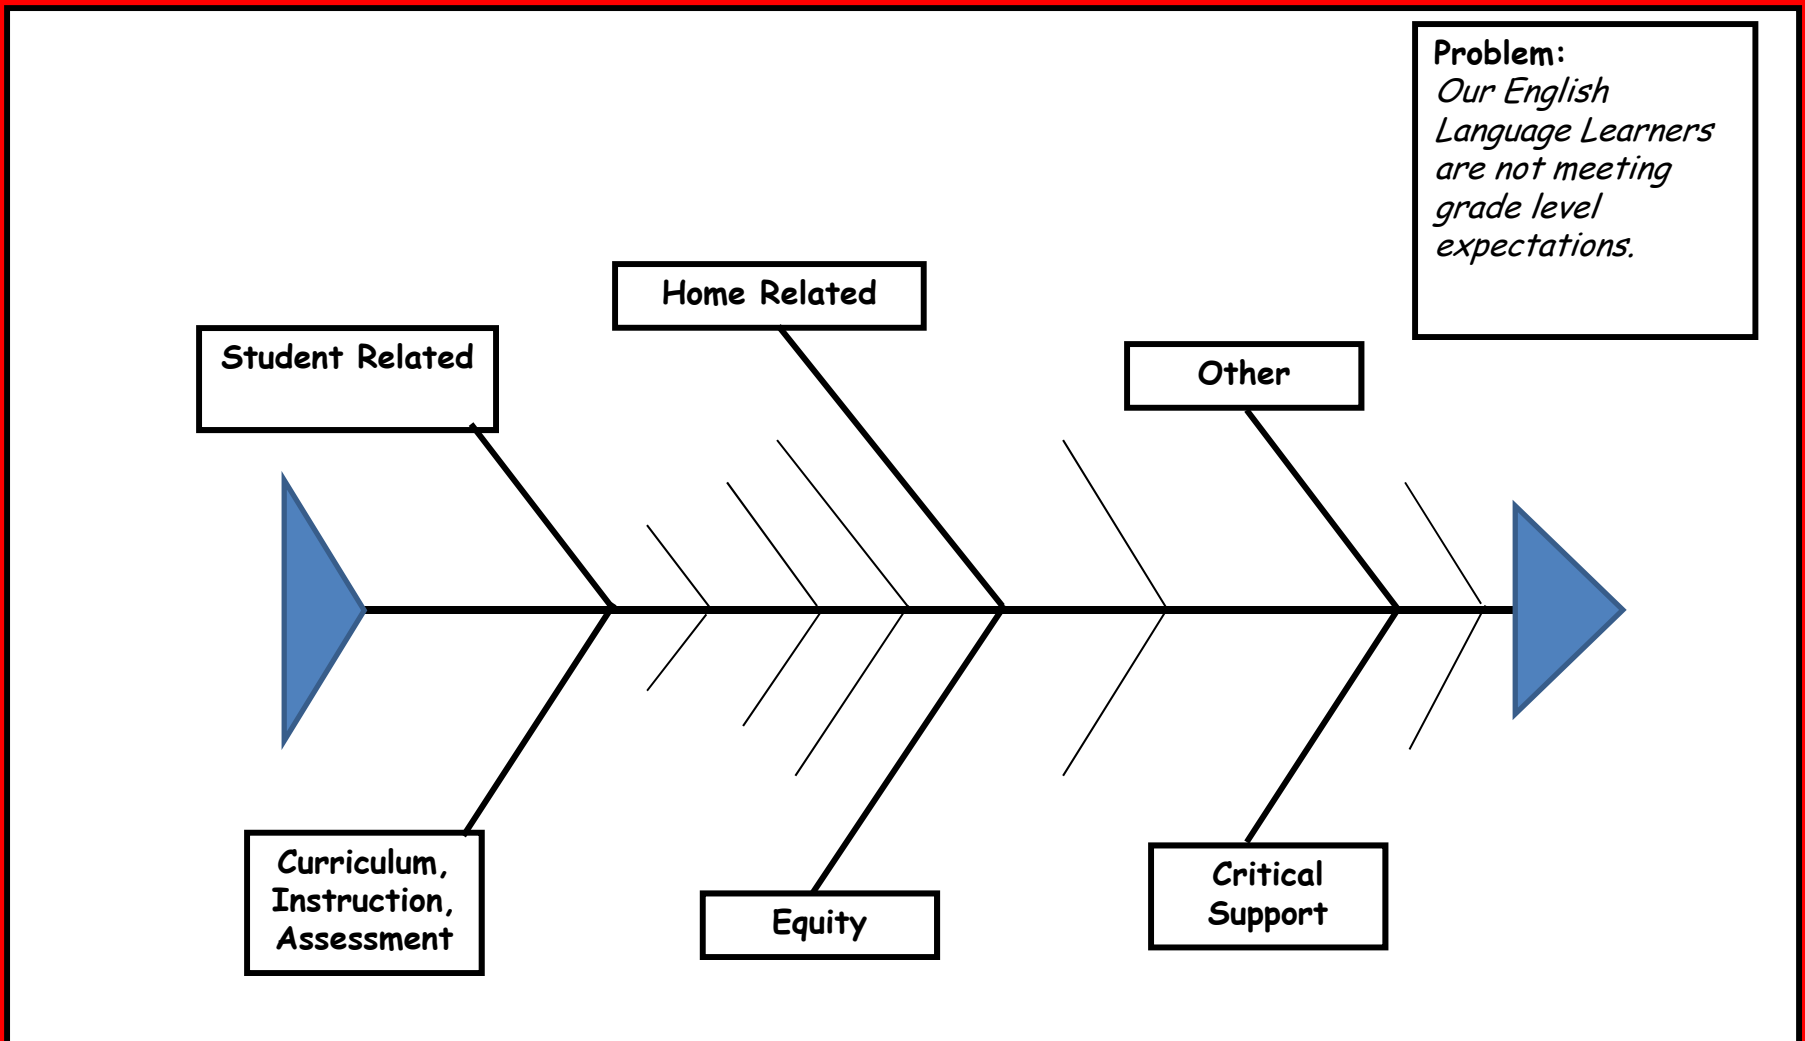 Problem:
Our English
Language Learners
are not meeting
grade level
expectations.
Home Related
Student Related
Other
Curriculum,
Instruction,
Assessment
Equity
Critical
Support